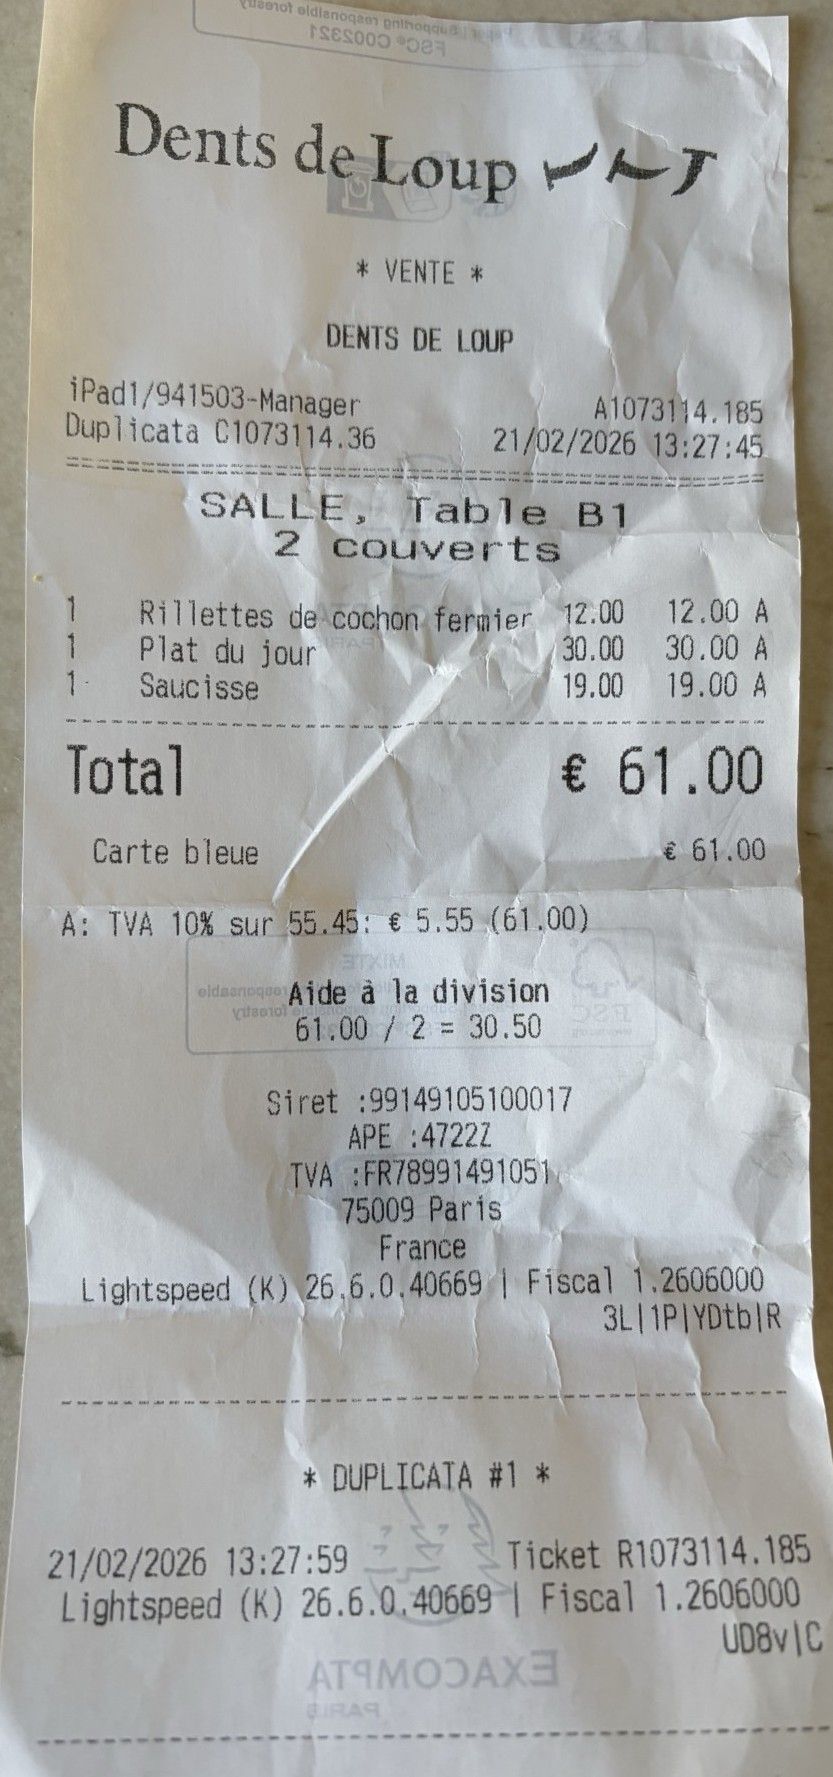 Dents de Loup
* VENTE *
DENTS DE LOUP
iPad1/941503-Manager A1073114.185
Duplicata C1073114.36 21/02/2026 13:27:45
SALLE, Table B1
2 couverts
1 Rillettes de cochon fermier 12.00 12.00 A
1 Plat du jour 30.00 30.00 A
1 Saucisse 19.00 19.00 A
Total € 61.00
Carte bleue € 61.00
A: TVA 10% sur 55.45: € 5.55 (61.00)
Aide à la division
61.00 / 2 = 30.50
Siret :99149105100017
APE :4722Z
TVA :FR78991491051
75009 Paris
France
Lightspeed (K) 26.6.0.40669 | Fiscal 1.2606000
3L|1P|YDtb|R
* DUPLICATA #1 *
21/02/2026 13:27:59 Ticket R1073114.185
Lightspeed (K) 26.6.0.40669 | Fiscal 1.2606000
UD8v|C
EXACOMPTA
PARIS